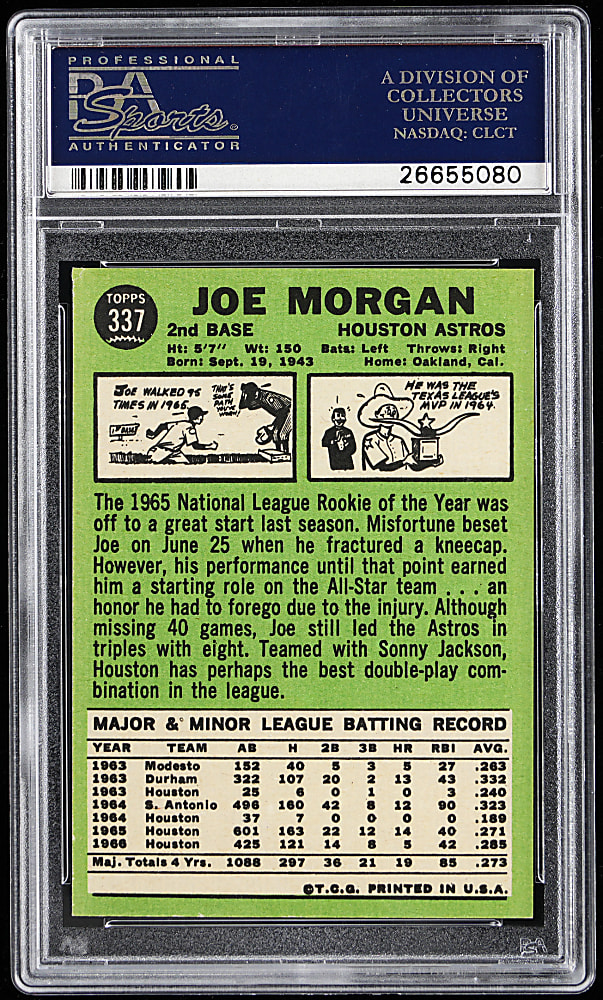 PROFESSIONAL
PSA
Sports
AUTHENTICATOR
A DIVISION OF
COLLECTORS
UNIVERSE
NASDAQ: CLCT
26655080
TOPPS
337
JOE MORGAN
2nd BASE HOUSTON ASTROS
Ht: 5'7" Wt: 150 Bats: Left Throws: Right
Born: Sept. 19, 1943 Home: Oakland, Cal.
JOE WALKED 95
TIMES IN 1965.
THAT'S
SOME
PATH
YOU'VE
WORN!
1ST BASE
HE WAS THE
TEXAS LEAGUE'S
MVP IN 1964.
The 1965 National League Rookie of the Year was
off to a great start last season. Misfortune beset
Joe on June 25 when he fractured a kneecap.
However, his performance until that point earned
him a starting role on the All-Star team . . . an
honor he had to forego due to the injury. Although
missing 40 games, Joe still led the Astros in
triples with eight. Teamed with Sonny Jackson,
Houston has perhaps the best double-play com-
bination in the league.
MAJOR & MINOR LEAGUE BATTING RECORD
YEAR TEAM AB H 2B 3B HR RBI AVG.
1963 Modesto 152 40 5 3 5 27 .263
1963 Durham 322 107 20 2 13 43 .332
1963 Houston 25 6 0 1 0 3 .240
1964 S. Antonio 496 160 42 8 12 90 .323
1964 Houston 37 7 0 0 0 0 .189
1965 Houston 601 163 22 12 14 40 .271
1966 Houston 425 121 14 8 5 42 .285
Maj. Totals 4 Yrs. 1088 297 36 21 19 85 .273
©T.C.G. PRINTED IN U.S.A.
PSA